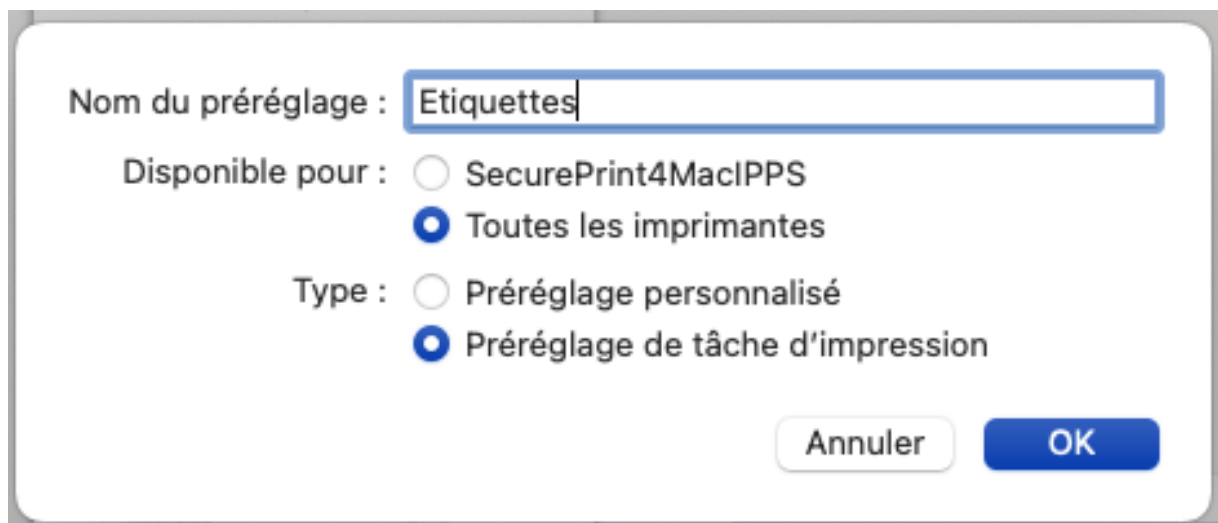 Nom du préréglage : Etiquettes
Disponible pour : SecurePrint4MacIPPS
Toutes les imprimantes
Type : Préréglage personnalisé
Préréglage de tâche d’impression
Annuler OK